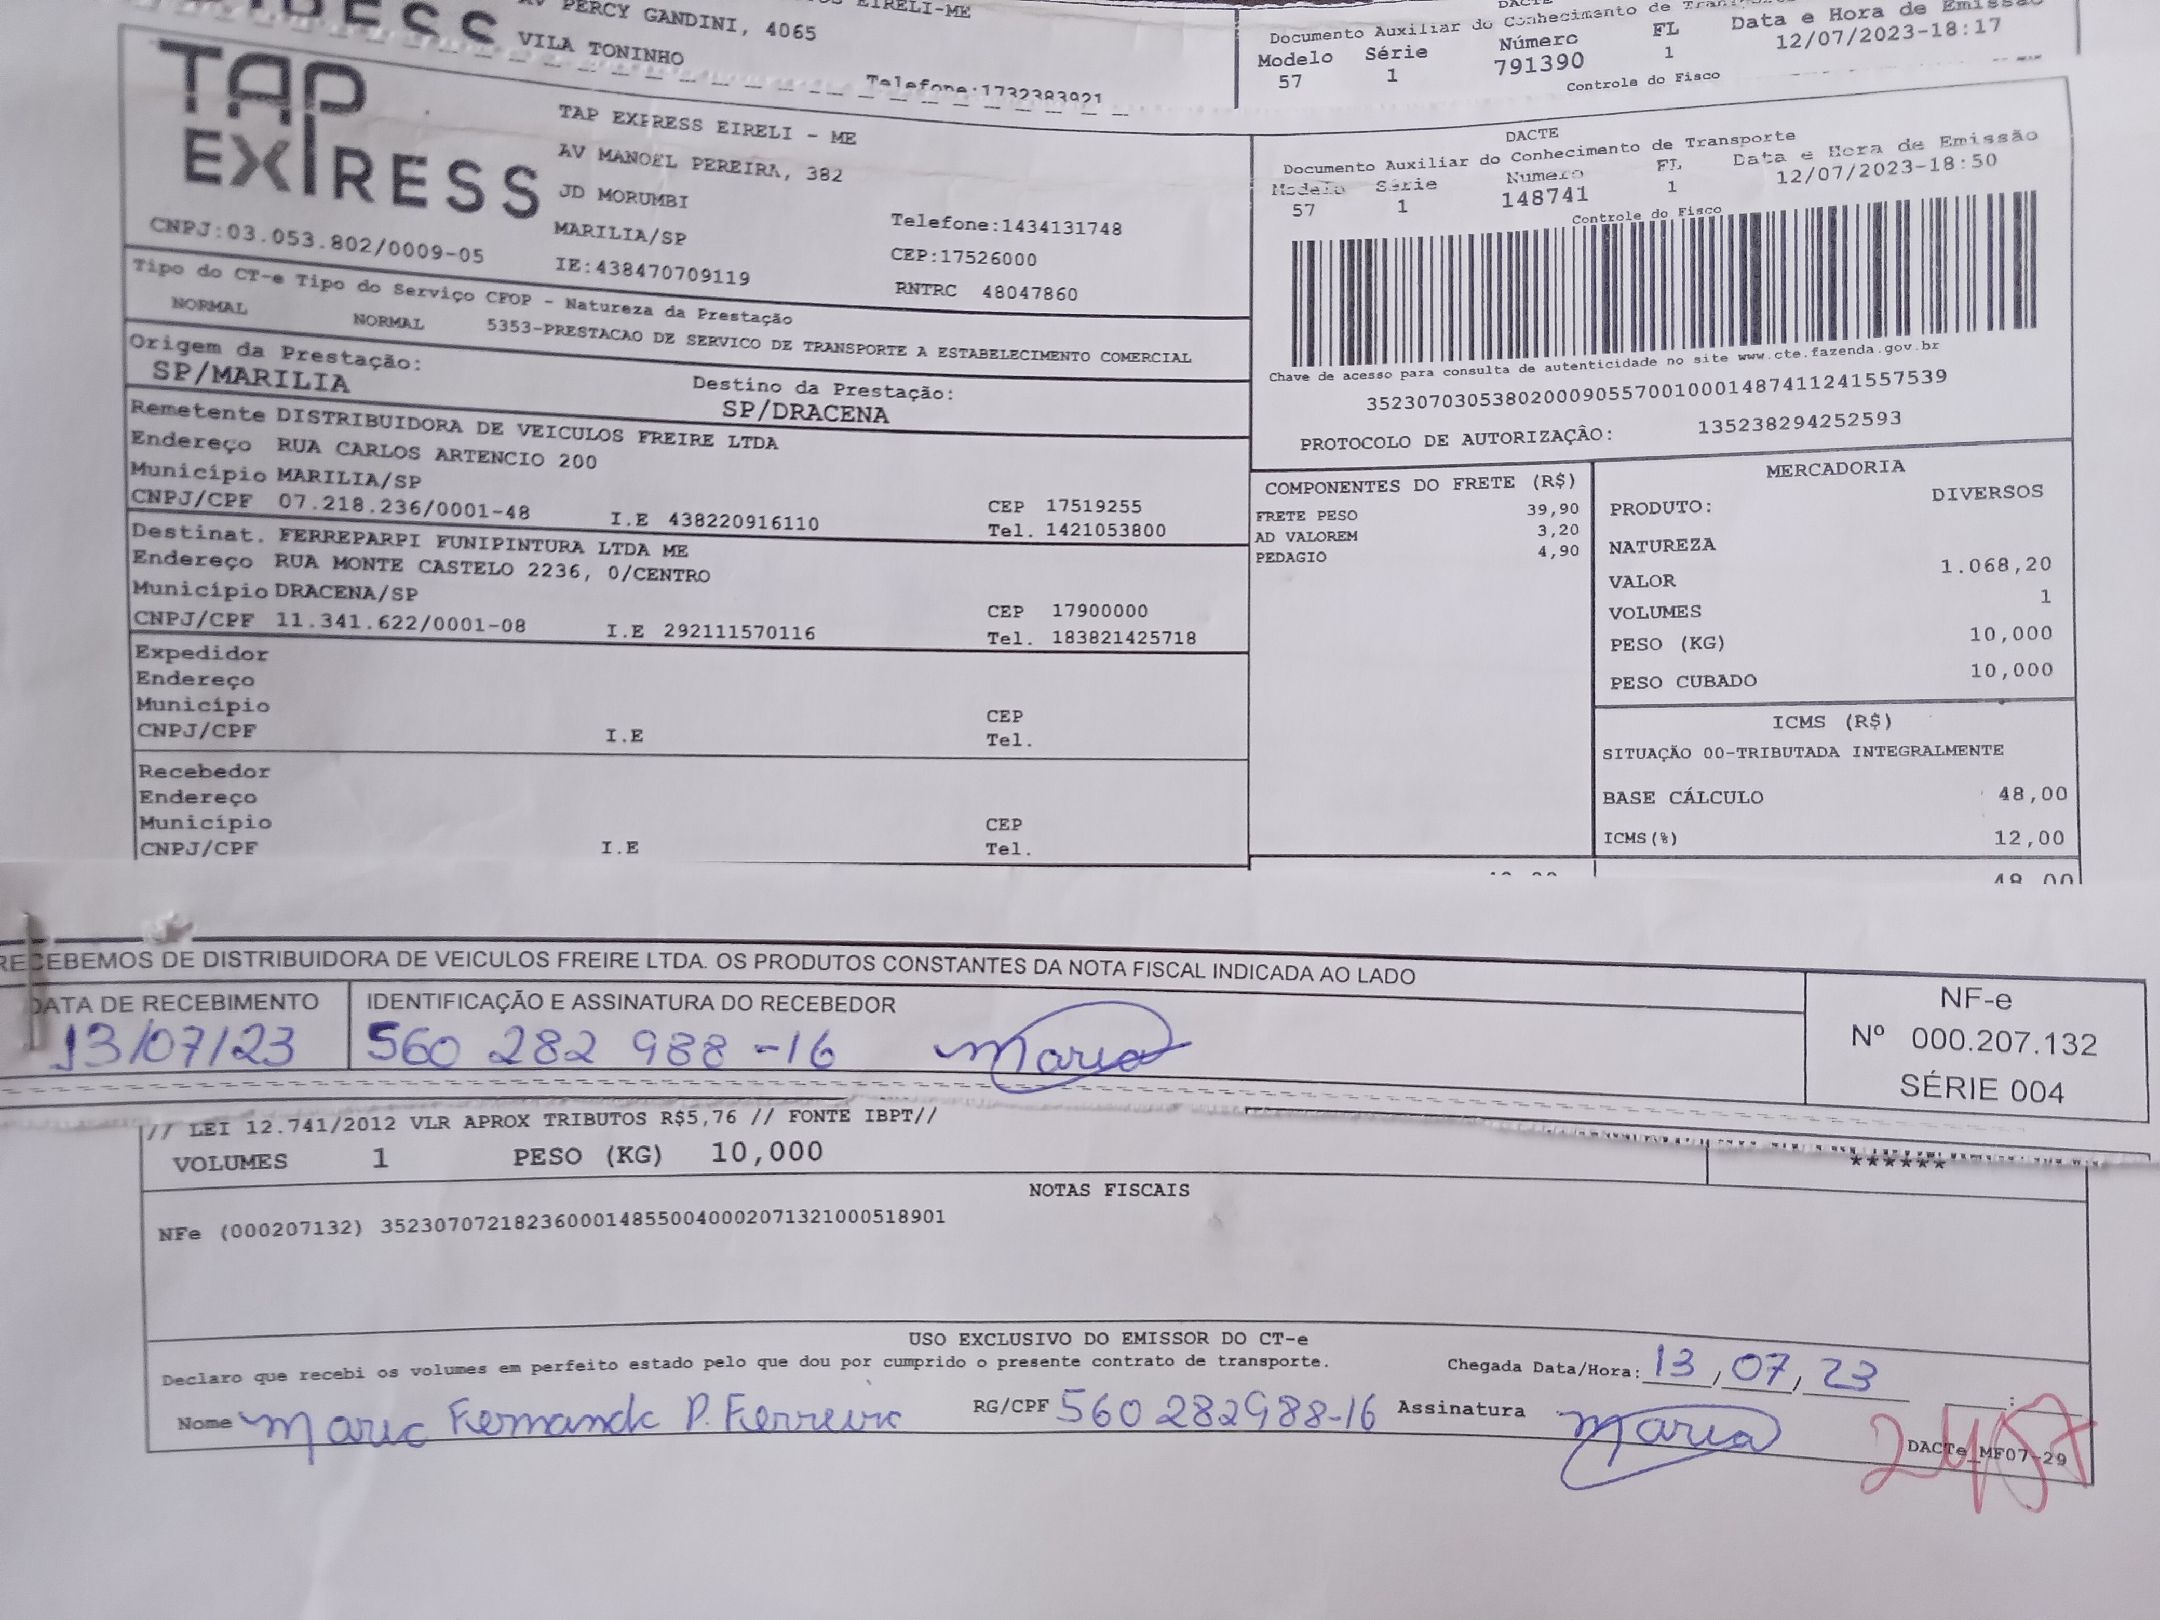 EIRELI-ME
AV PERCY GANDINI, 4065
VILA TONINHO
Telefone:1732383921
DACTE
Documento Auxiliar do Conhecimento de
Modelo Série Número FL Data e Hora de Emissão
57 1 791390 1 12/07/2023-18:17
Controle do Fisco
TAP EXPRESS
TAP EXPRESS EIRELI - ME
AV MANOEL PEREIRA, 382
JD MORUMBI
MARILIA/SP
IE:438470709119
Telefone:1434131748
CEP:17526000
RNTRC 48047860
CNPJ:03.053.802/0009-05
DACTE
Documento Auxiliar do Conhecimento de Transporte
Modelo Série Numero FL Data e Hora de Emissão
57 1 148741 1 12/07/2023-18:50
Controle do Fisco
Chave de acesso para consulta de autenticidade no site www.cte.fazenda.gov.br
35230703053802000905570010001487411241557539
PROTOCOLO DE AUTORIZAÇÃO: 135238294252593
Tipo do CT-e Tipo do Serviço CFOP - Natureza da Prestação
NORMAL NORMAL 5353-PRESTACAO DE SERVICO DE TRANSPORTE A ESTABELECIMENTO COMERCIAL
Origem da Prestação: Destino da Prestação:
SP/MARILIA SP/DRACENA
Remetente DISTRIBUIDORA DE VEICULOS FREIRE LTDA
Endereço RUA CARLOS ARTENCIO 200
Município MARILIA/SP CEP 17519255
CNPJ/CPF 07.218.236/0001-48 I.E 438220916110 Tel. 1421053800
Destinat. FERREPARPI FUNIPINTURA LTDA ME
Endereço RUA MONTE CASTELO 2236, 0/CENTRO
Município DRACENA/SP CEP 17900000
CNPJ/CPF 11.341.622/0001-08 I.E 292111570116 Tel. 183821425718
Expedidor
Endereço
Município CEP
CNPJ/CPF I.E Tel.
Recebedor
Endereço
Município CEP
CNPJ/CPF I.E Tel.
COMPONENTES DO FRETE (R$)
FRETE PESO 39,90
AD VALOREM 3,20
PEDAGIO 4,90
MERCADORIA
PRODUTO: DIVERSOS
NATUREZA
VALOR 1.068,20
VOLUMES 1
PESO (KG) 10,000
PESO CUBADO 10,000
ICMS (R$)
SITUAÇÃO 00-TRIBUTADA INTEGRALMENTE
BASE CÁLCULO 48,00
ICMS(%) 12,00
48,00
RECEBEMOS DE DISTRIBUIDORA DE VEICULOS FREIRE LTDA. OS PRODUTOS CONSTANTES DA NOTA FISCAL INDICADA AO LADO
DATA DE RECEBIMENTO IDENTIFICAÇÃO E ASSINATURA DO RECEBEDOR
13/07/23 560 282 988-16 Maria
NF-e
Nº 000.207.132
SÉRIE 004
// LEI 12.741/2012 VLR APROX TRIBUTOS R$5,76 // FONTE IBPT//
VOLUMES 1 PESO (KG) 10,000
******
NOTAS FISCAIS
NFe (000207132) 35230707218236000148550040002071321000518901
USO EXCLUSIVO DO EMISSOR DO CT-e
Declaro que recebi os volumes em perfeito estado pelo que dou por cumprido o presente contrato de transporte. Chegada Data/Hora: 13, 07, 23
Nome Maria Fernanda P. Ferreira RG/CPF 560282988-16 Assinatura Maria
DACTe_MF07-29